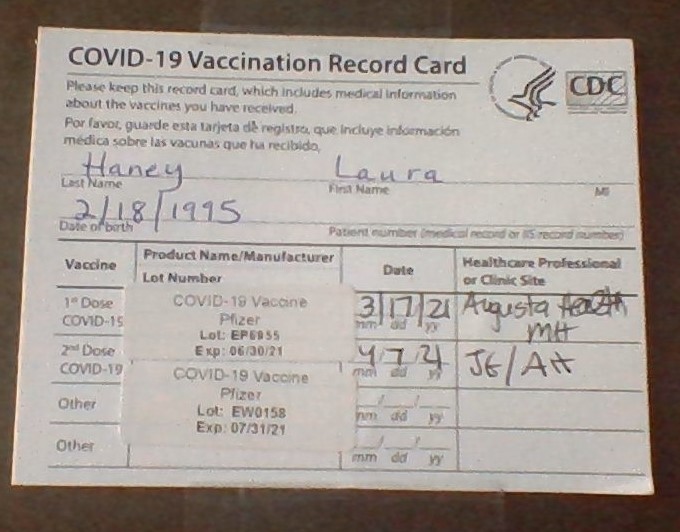 COVID-19 Vaccination Record Card
CDC
Please keep this record card, which includes medical information
about the vaccines you have received.
Por favor, guarde esta tarjeta de registro, que incluye información
médica sobre las vacunas que ha recibido.
Haney Laura
Last Name First Name MI
2/18/1995
Date of birth Patient number (medical record or IIS record number)
Vaccine Product Name/Manufacturer Date Healthcare Professional
Lot Number or Clinic Site
1st Dose COVID-19 Vaccine 3/17/21 Augusta Health
COVID-19 Pfizer mm dd yy MH
Lot: EP6955
Exp: 06/30/21
2nd Dose 4 7 21 JG/AH
COVID-19 COVID-19 Vaccine mm dd yy
Pfizer
Other Lot: EW0158 / /
Exp: 07/31/21 mm dd yy
Other / /
mm dd yy